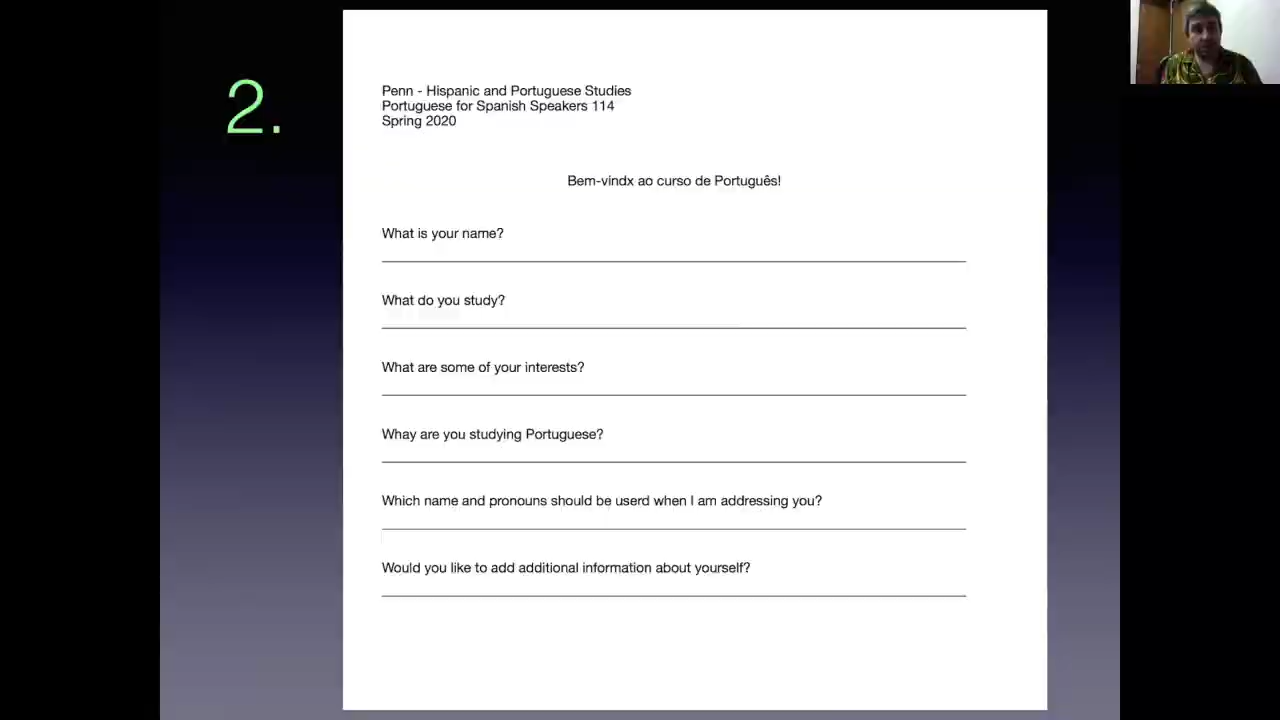 2.
Penn - Hispanic and Portuguese Studies
Portuguese for Spanish Speakers 114
Spring 2020
Bem-vindx ao curso de Português!
What is your name?
What do you study?
What are some of your interests?
Whay are you studying Portuguese?
Which name and pronouns should be userd when I am addressing you?
Would you like to add additional information about yourself?